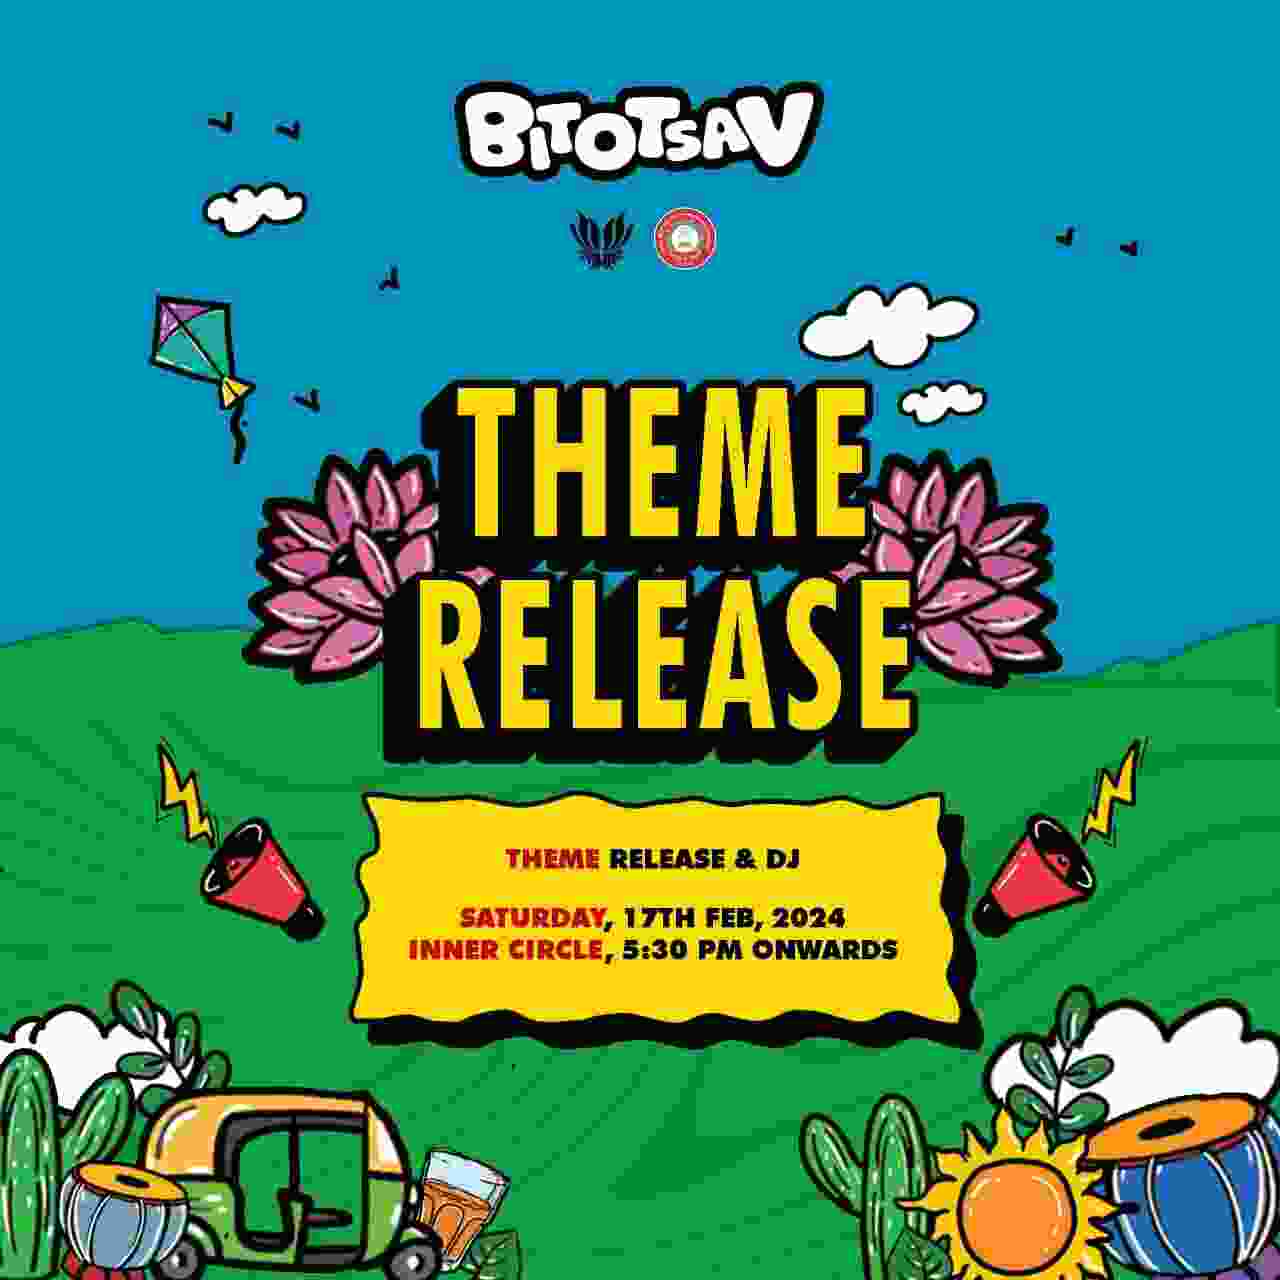 BITOTSAV
THEME
RELEASE
THEME RELEASE & DJ
SATURDAY, 17TH FEB, 2024
INNER CIRCLE, 5:30 PM ONWARDS